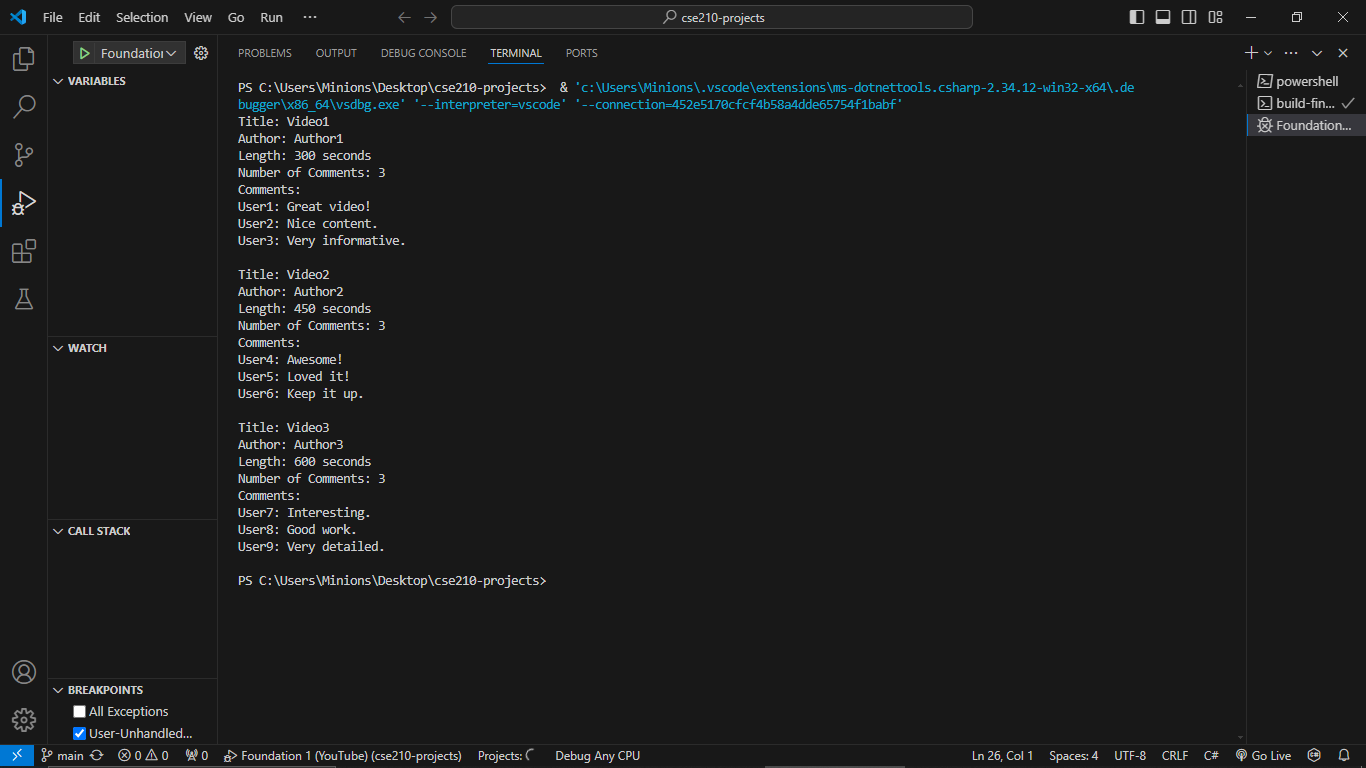 File Edit Selection View Go Run ···
cse210-projects
Foundation
VARIABLES
WATCH
CALL STACK
BREAKPOINTS
All Exceptions
User-Unhandled...
PROBLEMS OUTPUT DEBUG CONSOLE TERMINAL PORTS
PS C:\Users\Minions\Desktop\cse210-projects>  & 'c:\Users\Minions\.vscode\extensions\ms-dotnettools.csharp-2.34.12-win32-x64\.de
bugger\x86_64\vsdbg.exe' '--interpreter=vscode' '--connection=452e5170cfcf4b58a4dde65754f1babf'
Title: Video1
Author: Author1
Length: 300 seconds
Number of Comments: 3
Comments:
User1: Great video!
User2: Nice content.
User3: Very informative.
Title: Video2
Author: Author2
Length: 450 seconds
Number of Comments: 3
Comments:
User4: Awesome!
User5: Loved it!
User6: Keep it up.
Title: Video3
Author: Author3
Length: 600 seconds
Number of Comments: 3
Comments:
User7: Interesting.
User8: Good work.
User9: Very detailed.
PS C:\Users\Minions\Desktop\cse210-projects>
powershell
build-fin...
Foundation...
main 0 0 0 Foundation 1 (YouTube) (cse210-projects) Projects: Debug Any CPU Ln 26, Col 1 Spaces: 4 UTF-8 CRLF C# Go Live